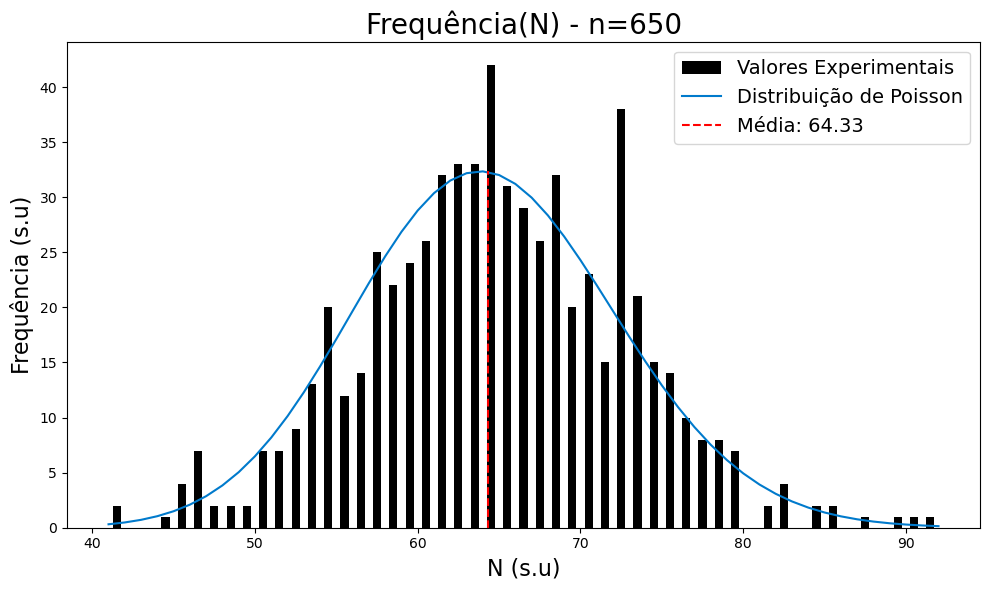 Frequência(N) - n=650
Valores Experimentais
Distribuição de Poisson
Média: 64.33
Frequência (s.u)
40
35
30
25
20
15
10
5
0
40 50 60 70 80 90
N (s.u)